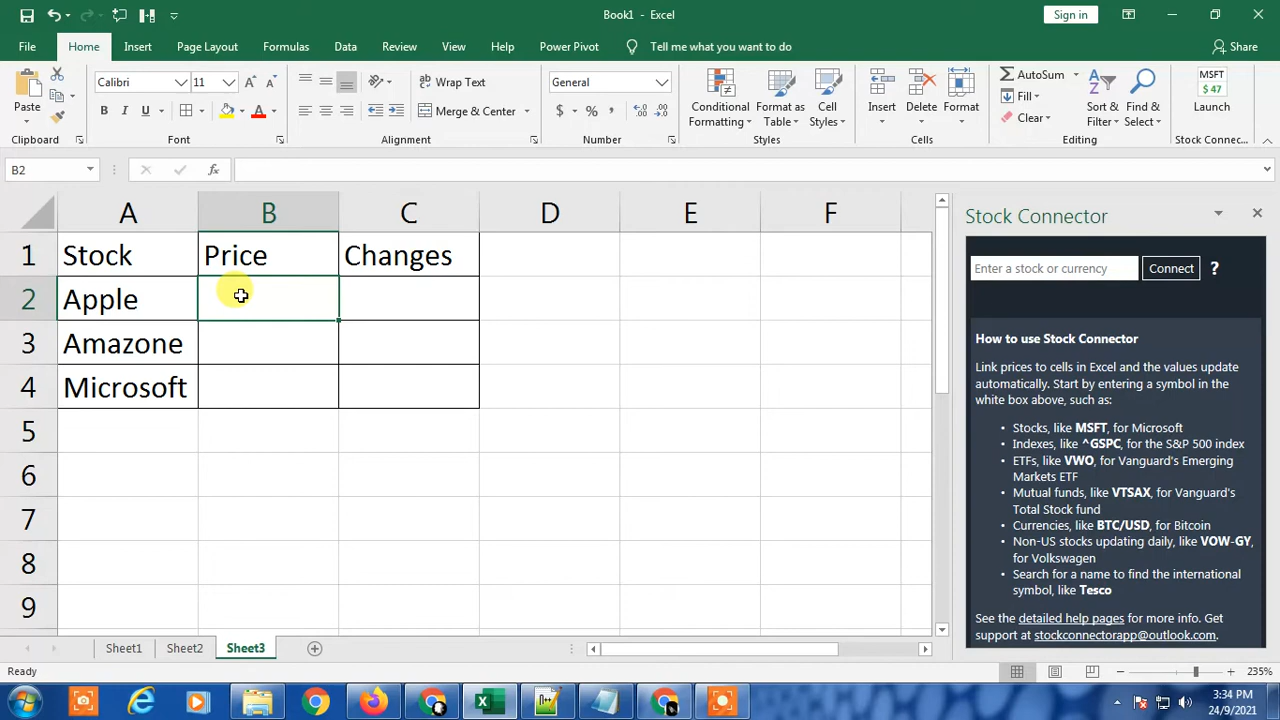 Book1 - Excel
Sign in
File Home Insert Page Layout Formulas Data Review View Help Power Pivot Tell me what you want to do Share
Paste
Calibri 11
B I U A
Wrap Text
Merge & Center
General
$ % ,
Conditional Formatting
Format as Table
Cell Styles
Insert Delete Format
AutoSum
Fill
Clear
Sort & Filter
Find & Select
MSFT
$ 47
Launch
Clipboard Font Alignment Number Styles Cells Editing Stock Connec...
B2 fx
A B C D E F
1 Stock Price Changes
2 Apple
3 Amazone
4 Microsoft
5
6
7
8
9
Stock Connector
Enter a stock or currency Connect ?
How to use Stock Connector
Link prices to cells in Excel and the values update
automatically. Start by entering a symbol in the
white box above, such as:
• Stocks, like MSFT, for Microsoft
• Indexes, like ^GSPC, for the S&P 500 index
• ETFs, like VWO, for Vanguard's Emerging
Markets ETF
• Mutual funds, like VTSAX, for Vanguard's
Total Stock fund
• Currencies, like BTC/USD, for Bitcoin
• Non-US stocks updating daily, like VOW-GY,
for Volkswagen
• Search for a name to find the international
symbol, like Tesco
See the detailed help pages for more info. Get
support at stockconnectorapp@outlook.com.
Sheet1 Sheet2 Sheet3
Ready
235%
3:34 PM
24/9/2021